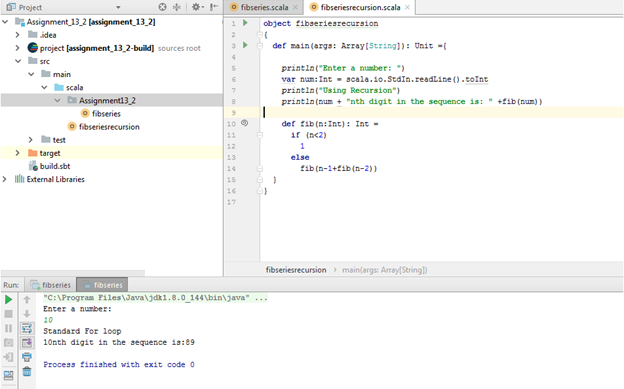 Project
Assignment_13_2 [assignment_13_2]
.idea
project [assignment_13_2-build] sources root
src
main
scala
Assignment13_2
fibseries
fibseriesrecursion
test
target
build.sbt
External Libraries
fibseries.scala
fibseriesrecursion.scala
1 object fibseriesrecursion
2 {
3 def main(args: Array[String]): Unit ={
4
5 println("Enter a number: ")
6 var num:Int = scala.io.StdIn.readLine().toInt
7 println("Using Recursion")
8 println(num + "nth digit in the sequence is: " +fib(num))
9
10 def fib(n:Int): Int =
11 if (n<2)
12 1
13 else
14 fib(n-1+fib(n-2))
15 }
16 }
17
fibseriesrecursion main(args: Array[String])
Run: fibseries fibseries
"C:\Program Files\Java\jdk1.8.0_144\bin\java" ...
Enter a number:
10
Standard For loop
10nth digit in the sequence is:89
Process finished with exit code 0